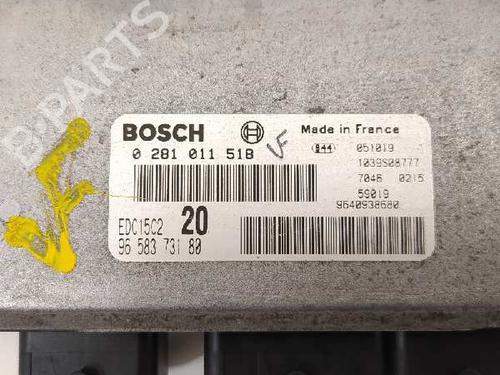 B-PARTS
BOSCH
Made in France
0 281 011 518
VF
844
051019
1039S08777
7046 0215
59019
9640938680
EDC15C2
20
96 583 731 80